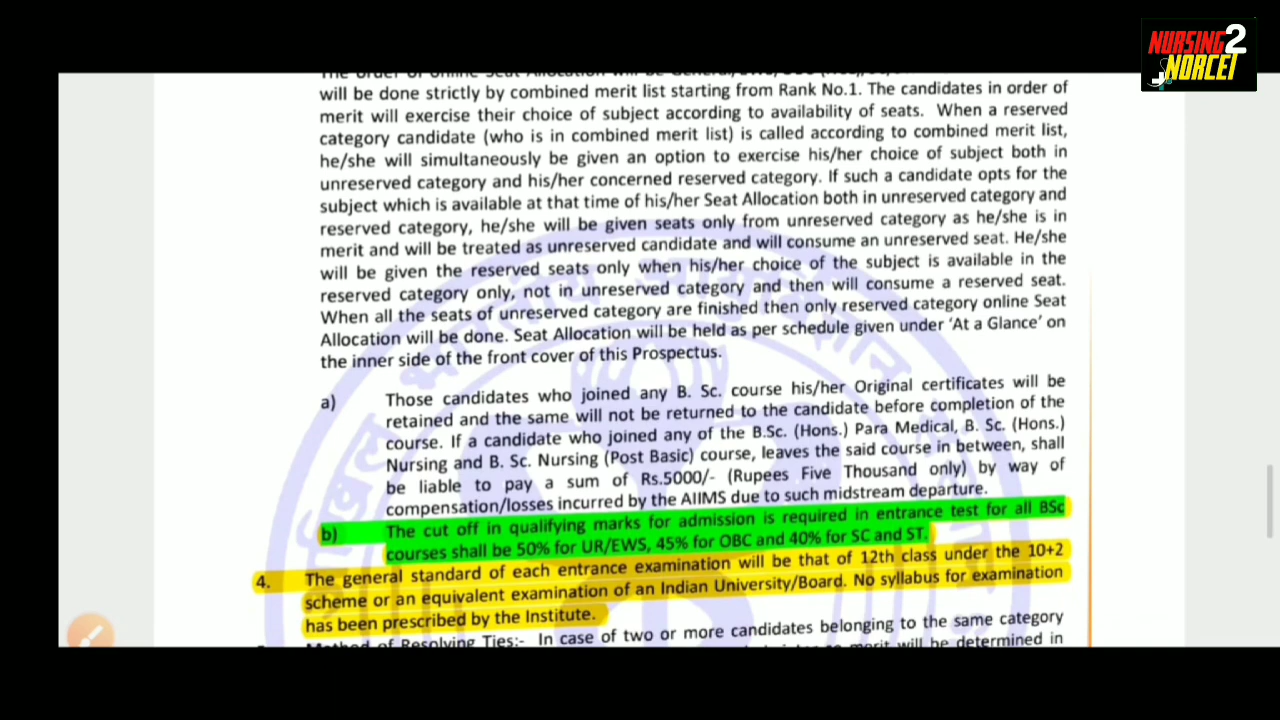 NURSING 2
NORCET
will be done strictly by combined merit list starting from Rank No.1. The candidates in order of
merit will exercise their choice of subject according to availability of seats. When a reserved
category candidate (who is in combined merit list) is called according to combined merit list,
he/she will simultaneously be given an option to exercise his/her choice of subject both in
unreserved category and his/her concerned reserved category. If such a candidate opts for the
subject which is available at that time of his/her Seat Allocation both in unreserved category and
reserved category, he/she will be given seats only from unreserved category as he/she is in
merit and will be treated as unreserved candidate and will consume an unreserved seat. He/she
will be given the reserved seats only when his/her choice of the subject is available in the
reserved category only, not in unreserved category and then will consume a reserved seat.
When all the seats of unreserved category are finished then only reserved category online Seat
Allocation will be done. Seat Allocation will be held as per schedule given under 'At a Glance' on
the inner side of the front cover of this Prospectus.
a) Those candidates who joined any B. Sc. course his/her Original certificates will be
retained and the same will not be returned to the candidate before completion of the
course. If a candidate who joined any of the B.Sc. (Hons.) Para Medical, B. Sc. (Hons.)
Nursing and B. Sc. Nursing (Post Basic) course, leaves the said course in between, shall
be liable to pay a sum of Rs.5000/- (Rupees Five Thousand only) by way of
compensation/losses incurred by the AIIMS due to such midstream departure.
b) The cut off in qualifying marks for admission is required in entrance test for all BSc
courses shall be 50% for UR/EWS, 45% for OBC and 40% for SC and ST.
4. The general standard of each entrance examination will be that of 12th class under the 10+2
scheme or an equivalent examination of an Indian University/Board. No syllabus for examination
has been prescribed by the Institute.
Method of Resolving Ties:- In case of two or more candidates belonging to the same category
merit will be determined in